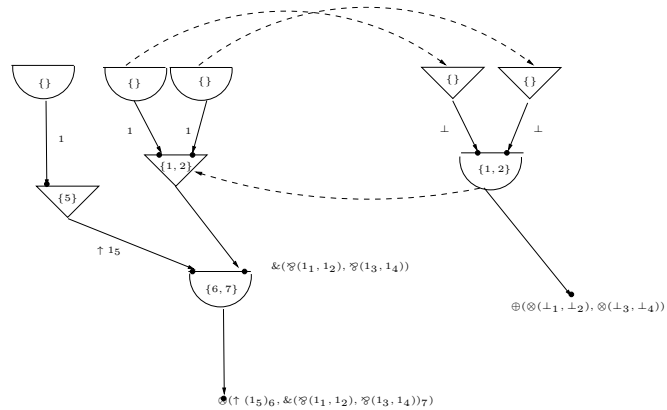 {} {} {} {} {}
1 1 1 ⊥ ⊥
{1, 2} {1, 2}
{5}
↑ 1₅
&(⅋(1₁, 1₂), ⅋(1₃, 1₄))
{6, 7}
⊕(⊗(⊥₁, ⊥₂), ⊗(⊥₃, ⊥₄))
⊗(↑ (1₅)₆, &(⅋(1₁, 1₂), ⅋(1₃, 1₄))₇)